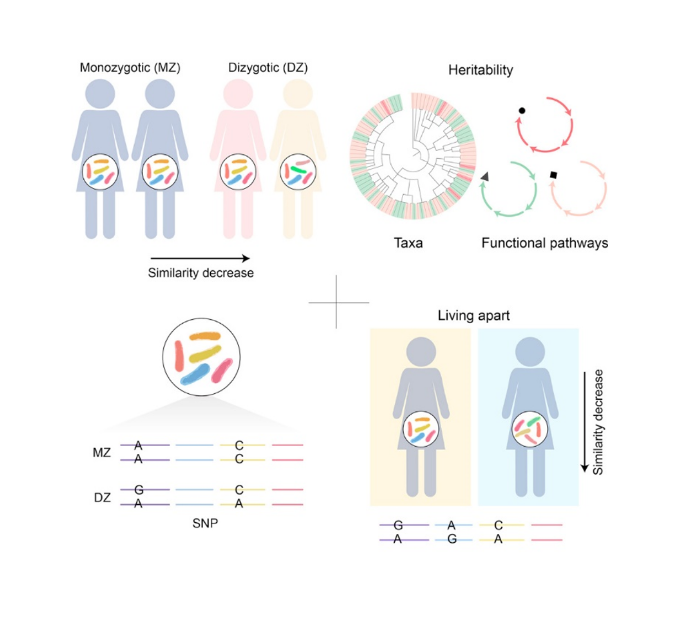 Monozygotic (MZ)
Dizygotic (DZ)
Similarity decrease
Heritability
Taxa
Functional pathways
MZ
A C
A C
DZ
G C
A A
SNP
Living apart
Similarity decrease
G A C
A G A